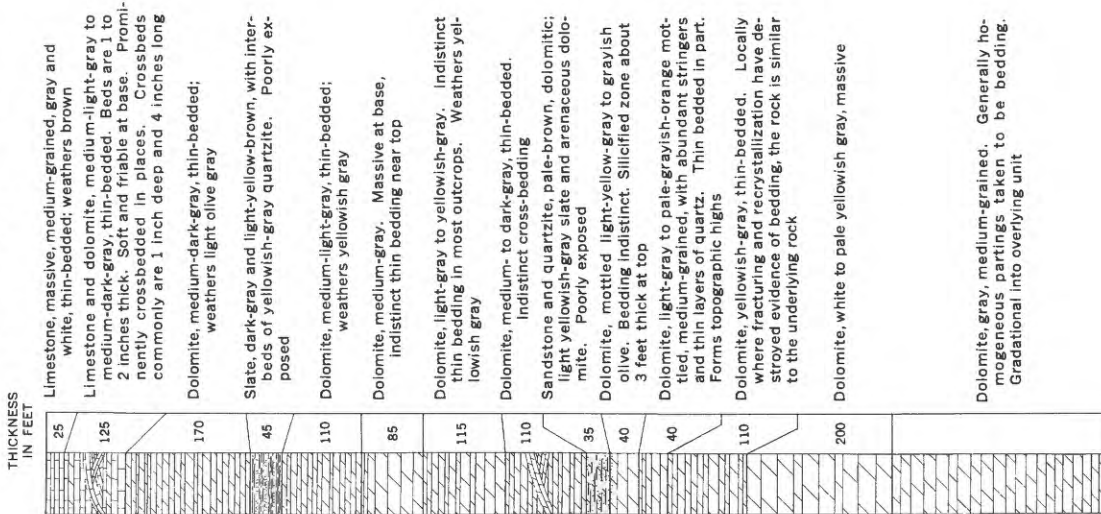 THICKNESS
IN FEET
25
Limestone, massive, medium-grained, gray and
white, thin-bedded; weathers brown
125
Limestone and dolomite, medium-light-gray to
medium-dark-gray, thin-bedded. Beds are 1 to
2 inches thick. Soft and friable at base. Promi-
nently crossbedded in places. Crossbeds
commonly are 1 inch deep and 4 inches long
170
Dolomite, medium-dark-gray, thin-bedded;
weathers light olive gray
45
Slate, dark-gray and light-yellow-brown, with inter-
beds of yellowish-gray quartzite. Poorly ex-
posed
110
Dolomite, medium-light-gray, thin-bedded;
weathers yellowish gray
85
Dolomite, medium-gray. Massive at base,
indistinct thin bedding near top
115
Dolomite, light-gray to yellowish-gray. Indistinct
thin bedding in most outcrops. Weathers yel-
lowish gray
110
Dolomite, medium- to dark-gray, thin-bedded.
Indistinct cross-bedding
35
Sandstone and quartzite, pale-brown, dolomitic;
light yellowish-gray slate and arenaceous dolo-
mite. Poorly exposed
40
Dolomite, mottled light-yellow-gray to grayish
olive. Bedding indistinct. Silicified zone about
3 feet thick at top
40
Dolomite, light-gray to pale-grayish-orange mot-
tled, medium-grained, with abundant stringers
and thin layers of quartz. Thin bedded in part.
Forms topographic highs
110
Dolomite, yellowish-gray, thin-bedded. Locally
where fracturing and recrystallization have de-
stroyed evidence of bedding, the rock is similar
to the underlying rock
200
Dolomite, white to pale yellowish gray, massive
Dolomite, gray, medium-grained. Generally ho-
mogeneous partings taken to be bedding.
Gradational into overlying unit